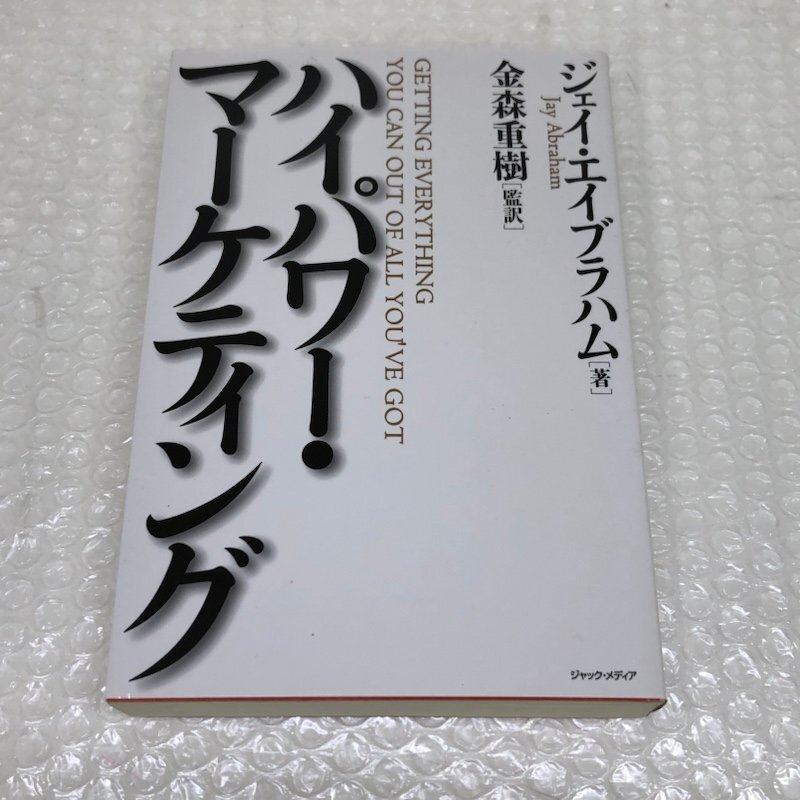 ジェイ・エイブラハム[著]
Jay Abraham
金森重樹[監訳]
GETTING EVERYTHING
YOU CAN OUT OF ALL YOU'VE GOT
ハイパワー・
マーケティング
ジャック・メディア